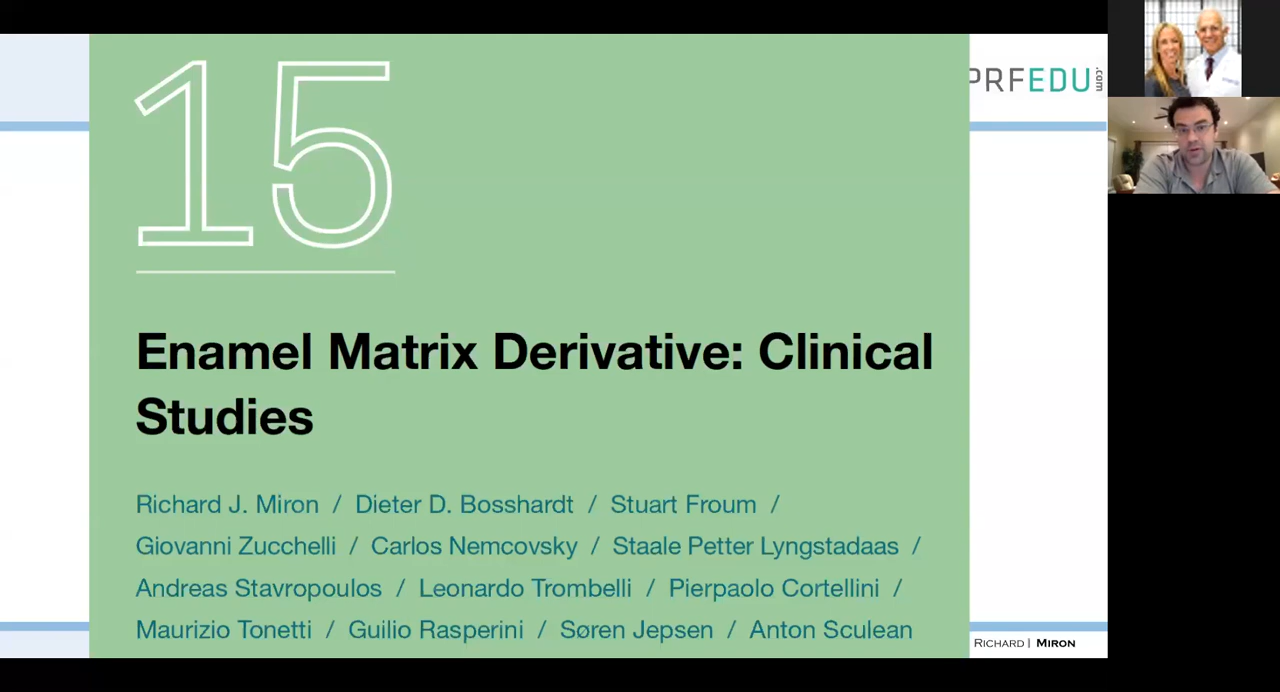 15
PRFEDU.com
Enamel Matrix Derivative: Clinical
Studies
Richard J. Miron / Dieter D. Bosshardt / Stuart Froum /
Giovanni Zucchelli / Carlos Nemcovsky / Staale Petter Lyngstadaas /
Andreas Stavropoulos / Leonardo Trombelli / Pierpaolo Cortellini /
Maurizio Tonetti / Guilio Rasperini / Søren Jepsen / Anton Sculean
RICHARD | MIRON